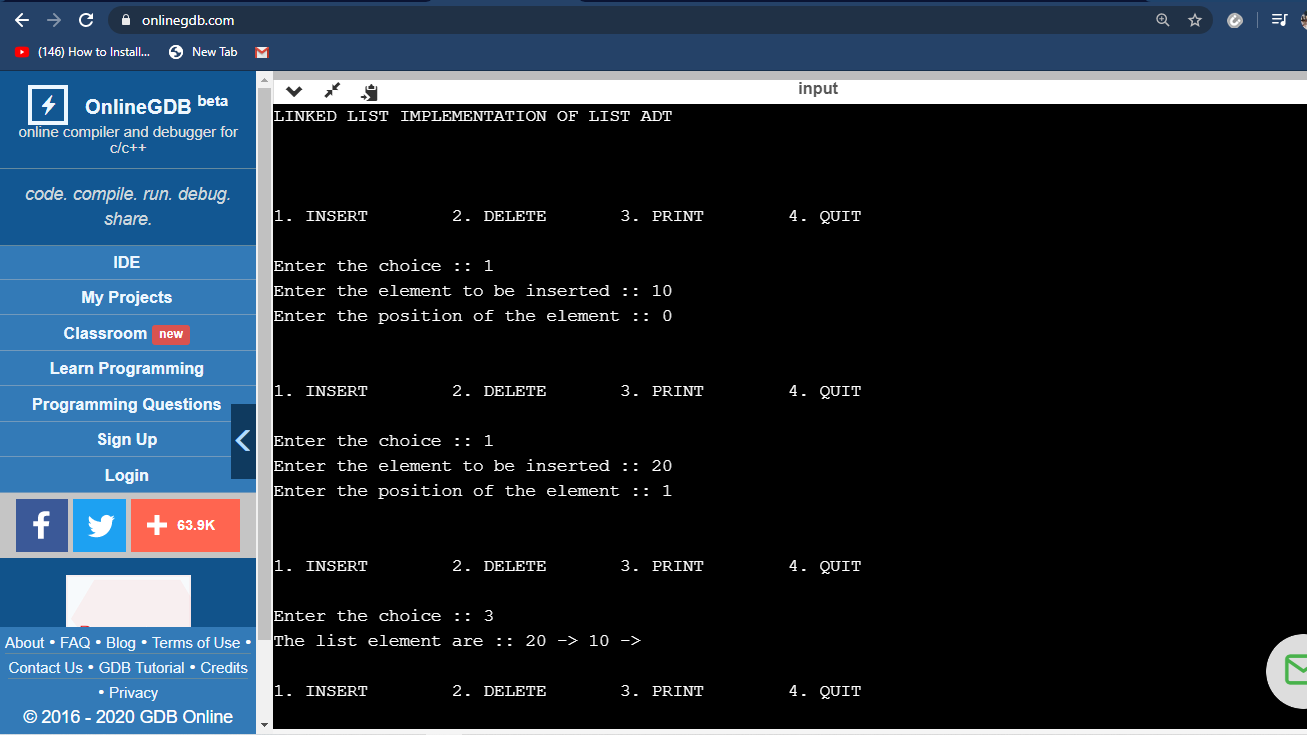 onlinegdb.com
(146) How to Install...
New Tab
OnlineGDB beta
online compiler and debugger for
c/c++
code. compile. run. debug.
share.
IDE
My Projects
Classroom new
Learn Programming
Programming Questions
Sign Up
Login
f
63.9K
About • FAQ • Blog • Terms of Use •
Contact Us • GDB Tutorial • Credits
• Privacy
© 2016 - 2020 GDB Online
input
LINKED LIST IMPLEMENTATION OF LIST ADT
1. INSERT 2. DELETE 3. PRINT 4. QUIT
Enter the choice :: 1
Enter the element to be inserted :: 10
Enter the position of the element :: 0
1. INSERT 2. DELETE 3. PRINT 4. QUIT
Enter the choice :: 1
Enter the element to be inserted :: 20
Enter the position of the element :: 1
1. INSERT 2. DELETE 3. PRINT 4. QUIT
Enter the choice :: 3
The list element are :: 20 -> 10 ->
1. INSERT 2. DELETE 3. PRINT 4. QUIT